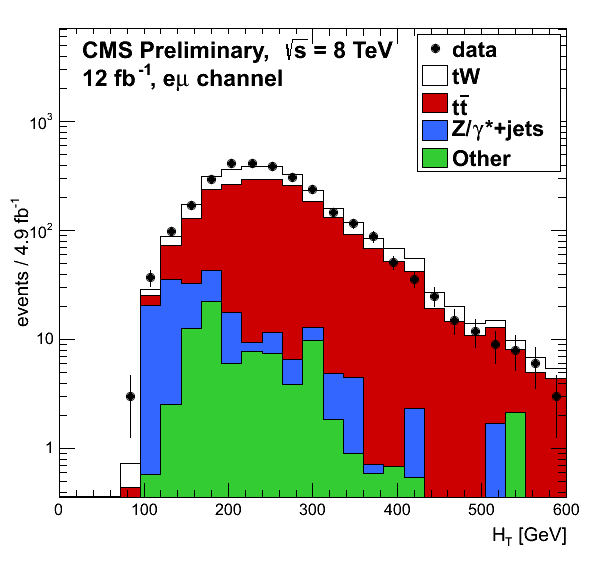 CMS Preliminary, √s = 8 TeV
12 fb⁻¹, eμ channel
data
tW
tt̅
Z/γ*+jets
Other
events / 4.9 fb⁻¹
10³
10²
10
1
0 100 200 300 400 500 600
H_T [GeV]